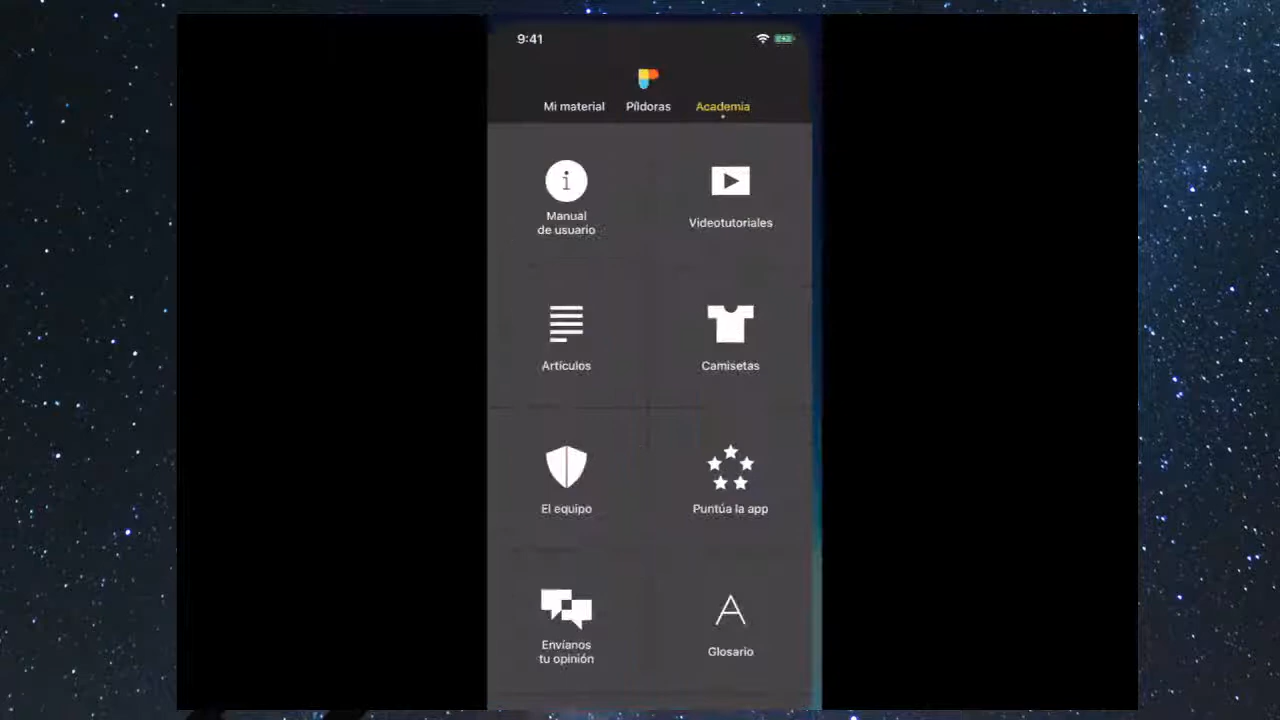 9:41
Mi material Píldoras Academia
Manual
de usuario
Videotutoriales
Artículos
Camisetas
El equipo
Puntúa la app
Envíanos
tu opinión
Glosario